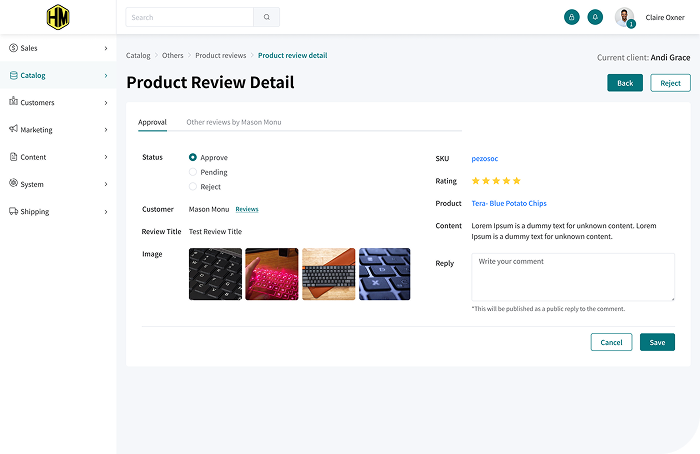 HM
Search
1
Claire Oxner
Sales
Catalog
Customers
Marketing
Content
System
Shipping
Catalog > Others > Product reviews > Product review detail
Current client: Andi Grace
Product Review Detail
Back
Reject
Approval
Other reviews by Mason Monu
Status
Approve
Pending
Reject
Customer
Mason Monu Reviews
Review Title
Test Review Title
Image
SKU
pezosoc
Rating
Product
Tera- Blue Potato Chips
Content
Lorem Ipsum is a dummy text for unknown content. Lorem
Ipsum is a dummy text for unknown content.
Reply
Write your comment
*This will be published as a public reply to the comment.
Cancel
Save